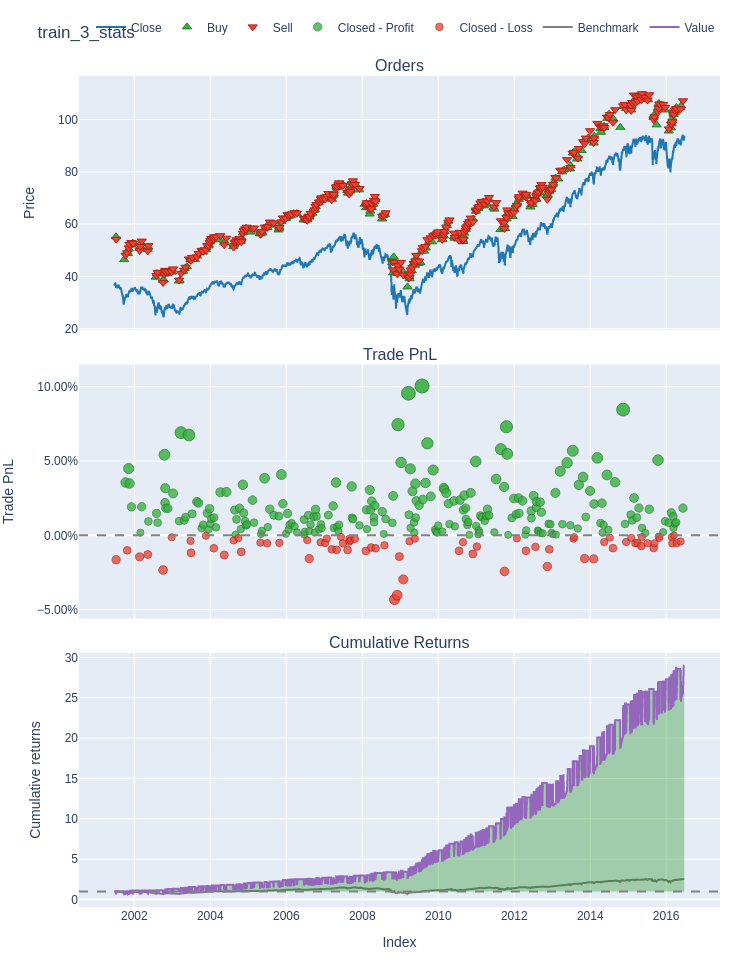 train_3_stats
Close Buy Sell Closed - Profit Closed - Loss Benchmark Value
Orders
100
80
60
40
20
Price
Trade PnL
10.00%
5.00%
0.00%
−5.00%
Trade PnL
Cumulative Returns
30
25
20
15
10
5
0
Cumulative returns
2002 2004 2006 2008 2010 2012 2014 2016
Index